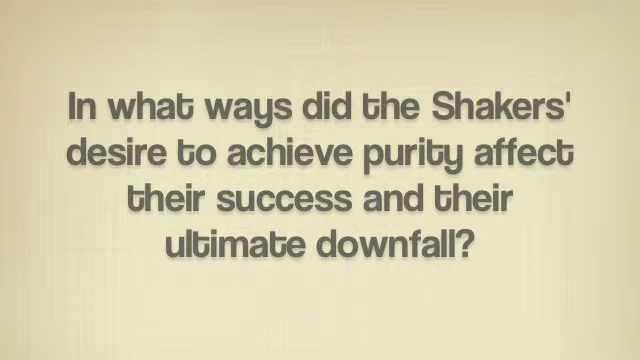 In what ways did the Shakers'
desire to achieve purity affect
their success and their
ultimate downfall?